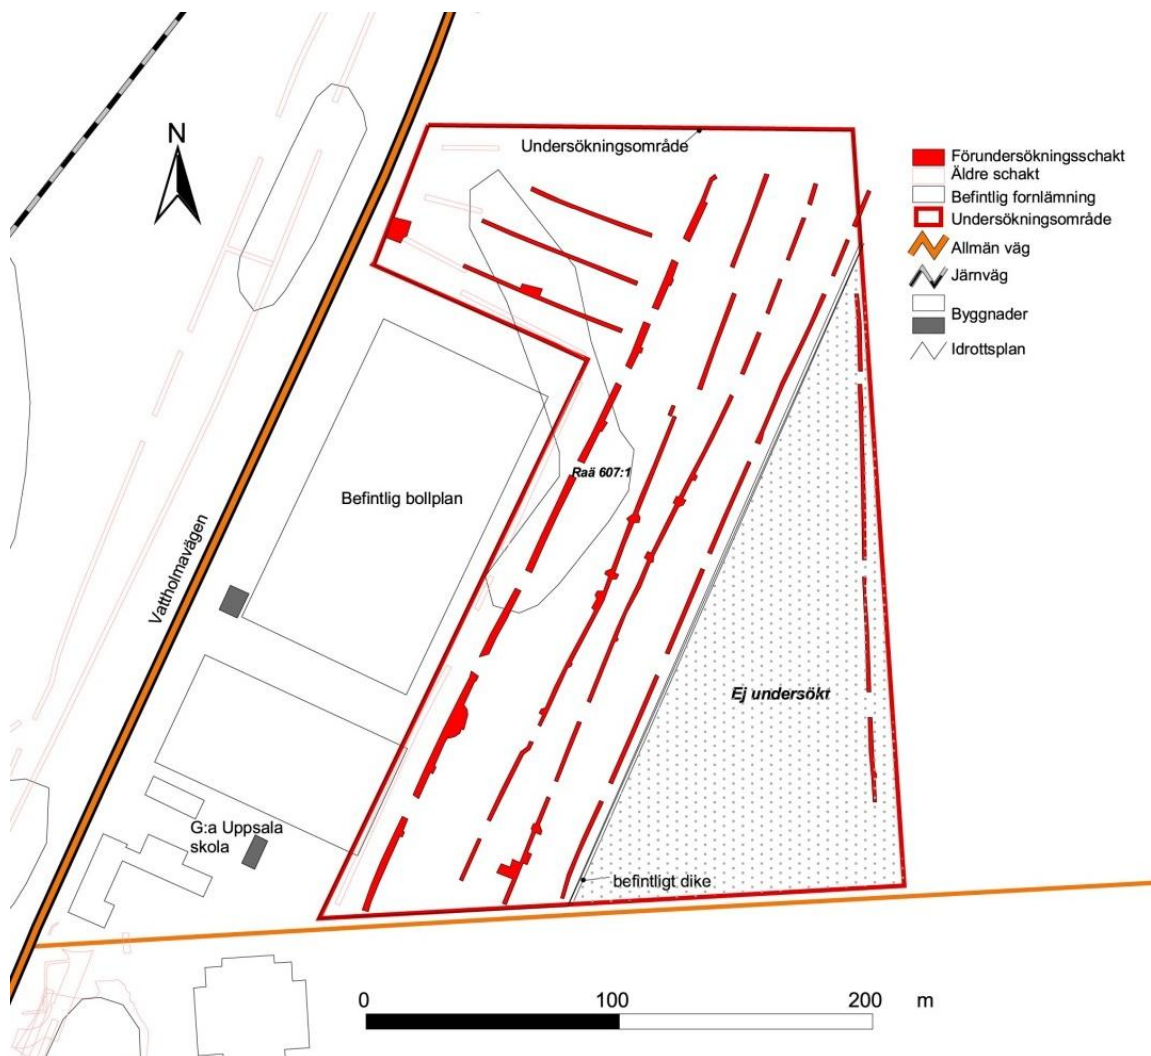 N
Undersökningsområde
Förundersökningsschakt
Äldre schakt
Befintlig fornlämning
Undersökningsområde
Allmän väg
Järnväg
Byggnader
Idrottsplan
Raä 607:1
Befintlig bollplan
Vattholmavägen
Ej undersökt
G:a Uppsala
skola
befintligt dike
0 100 200 m